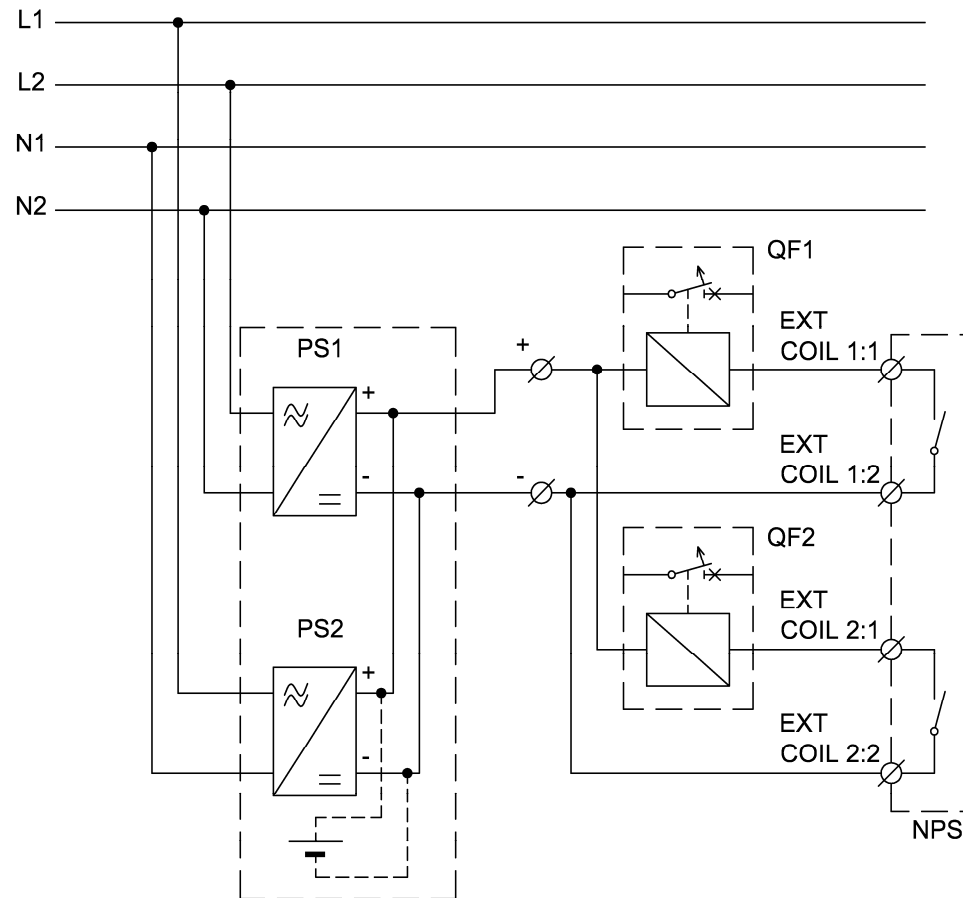 L1
L2
N1
N2
QF1
PS1
+
EXT
COIL 1:1
+
-
-
EXT
COIL 1:2
QF2
PS2
EXT
COIL 2:1
+
-
EXT
COIL 2:2
NPS